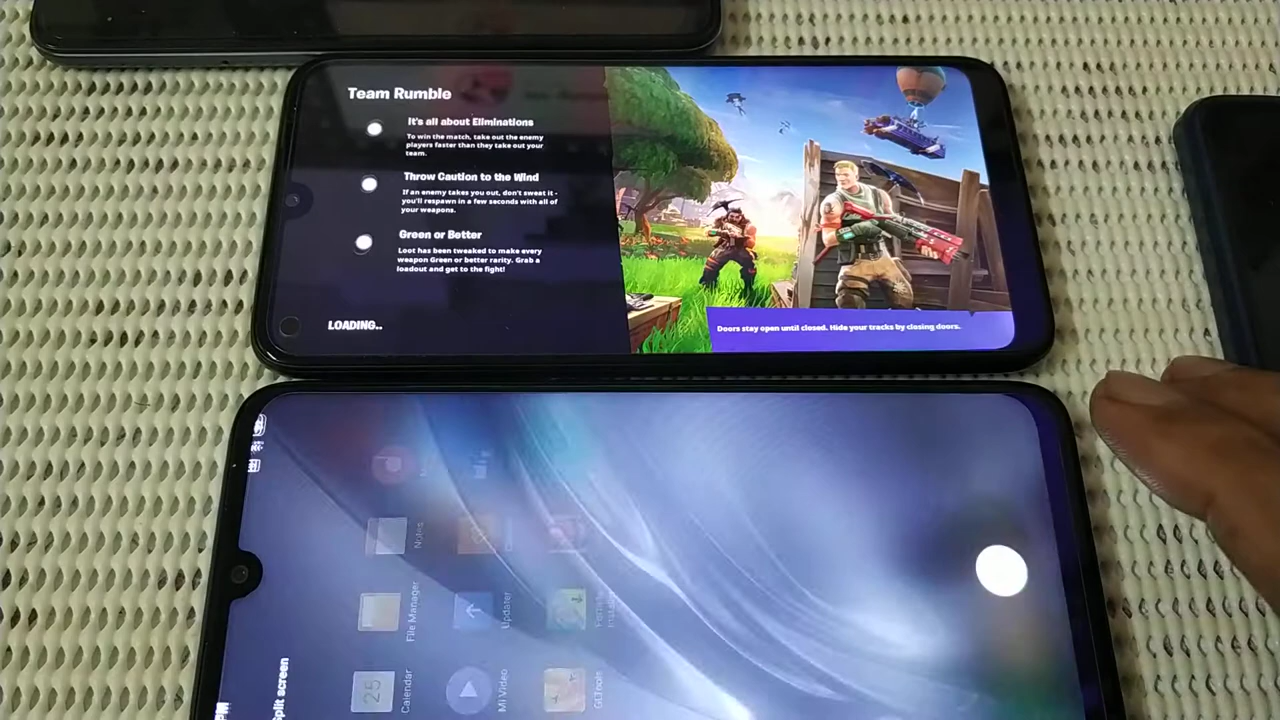 Team Rumble
It's all about Eliminations
To win the match, take out the enemy
players faster than they take out your
team.
Throw Caution to the Wind
If an enemy takes you out, don't sweat it -
you'll respawn in a few seconds with all of
your weapons.
Green or Better
Loot has been tweaked to make every
weapon Green or better rarity. Grab a
loadout and get to the fight!
LOADING..
Doors stay open until closed. Hide your tracks by closing doors.
PM
Split screen
Notes
File Manager
Updater
25
Calendar
Mi Video